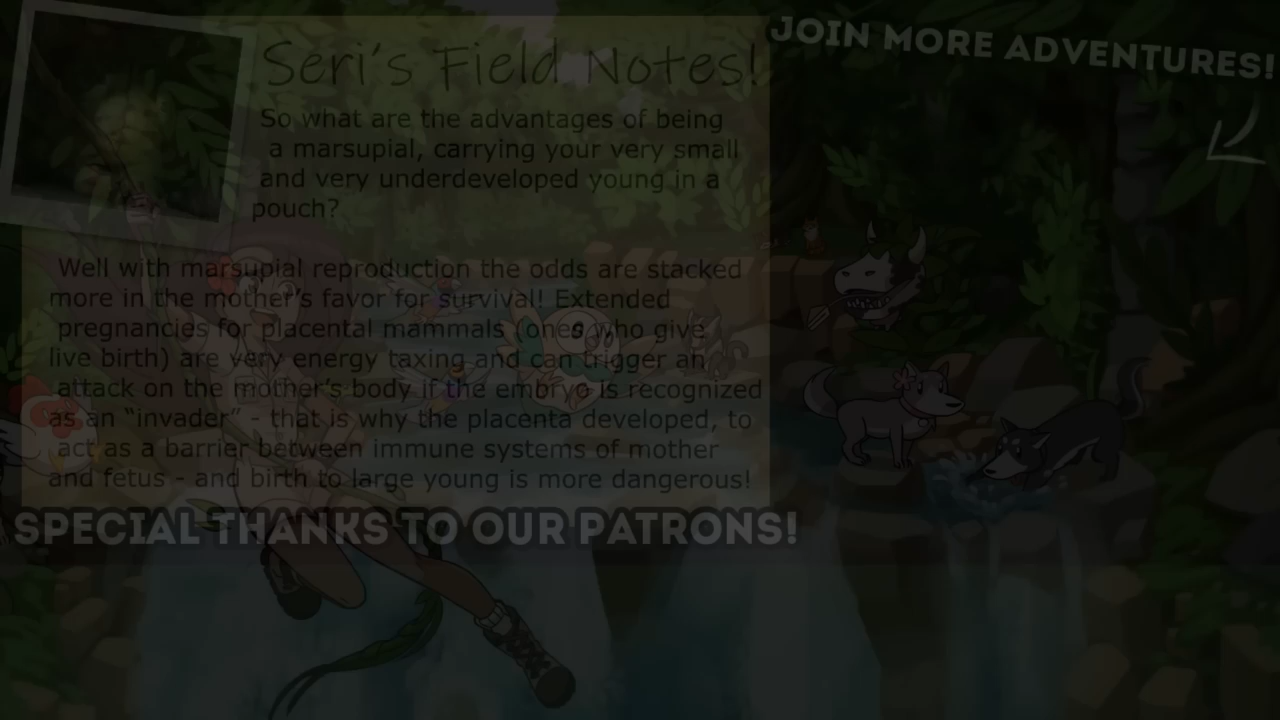 Seri's Field Notes!
JOIN MORE ADVENTURES!
So what are the advantages of being
a marsupial, carrying your very small
and very underdeveloped young in a
pouch?
Well with marsupial reproduction the odds are stacked
more in the mother's favor for survival! Extended
pregnancies for placental mammals (ones who give
live birth) are very energy taxing and can trigger an
attack on the mother's body if the embryo is recognized
as an “invader” - that is why the placenta developed, to
act as a barrier between immune systems of mother
and fetus - and birth to large young is more dangerous!
SPECIAL THANKS TO OUR PATRONS!